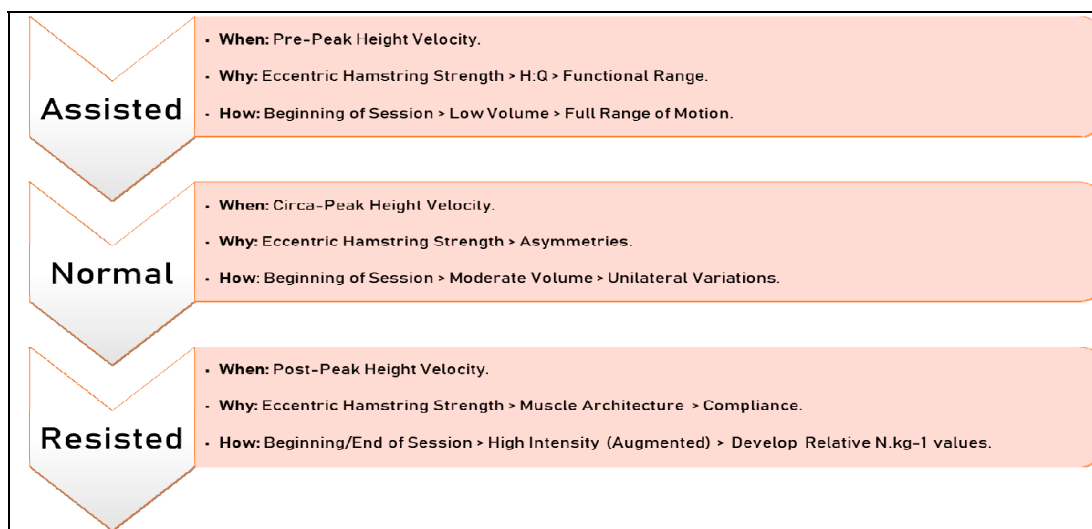 Assisted
- When: Pre-Peak Height Velocity.
- Why: Eccentric Hamstring Strength > H:Q > Functional Range.
- How: Beginning of Session > Low Volume > Full Range of Motion.
Normal
- When: Circa-Peak Height Velocity.
- Why: Eccentric Hamstring Strength > Asymmetries.
- How: Beginning of Session > Moderate Volume > Unilateral Variations.
Resisted
- When: Post-Peak Height Velocity.
- Why: Eccentric Hamstring Strength > Muscle Architecture > Compliance.
- How: Beginning/End of Session > High Intensity (Augmented) > Develop Relative N.kg-1 values.